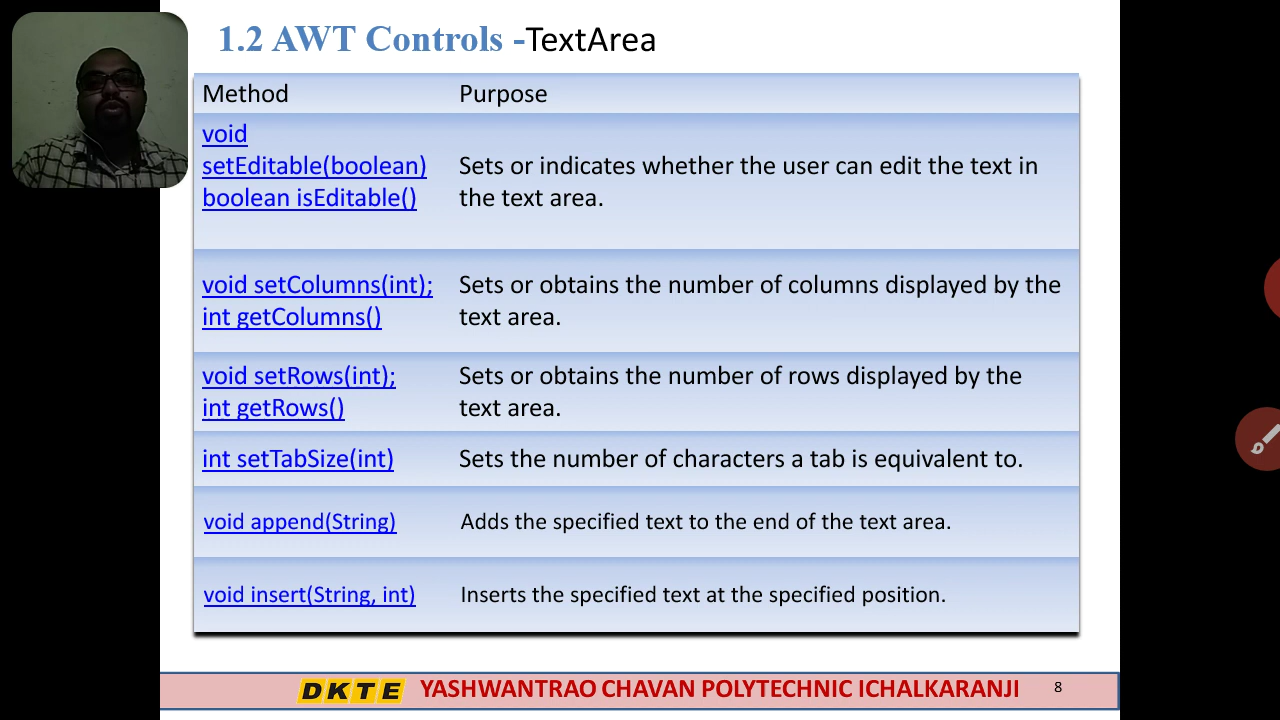 1.2 AWT Controls -TextArea
Method Purpose
void
setEditable(boolean)
boolean isEditable()
Sets or indicates whether the user can edit the text in
the text area.
void setColumns(int);
int getColumns()
Sets or obtains the number of columns displayed by the
text area.
void setRows(int);
int getRows()
Sets or obtains the number of rows displayed by the
text area.
int setTabSize(int) Sets the number of characters a tab is equivalent to.
void append(String) Adds the specified text to the end of the text area.
void insert(String, int) Inserts the specified text at the specified position.
DKTE YASHWANTRAO CHAVAN POLYTECHNIC ICHALKARANJI 8